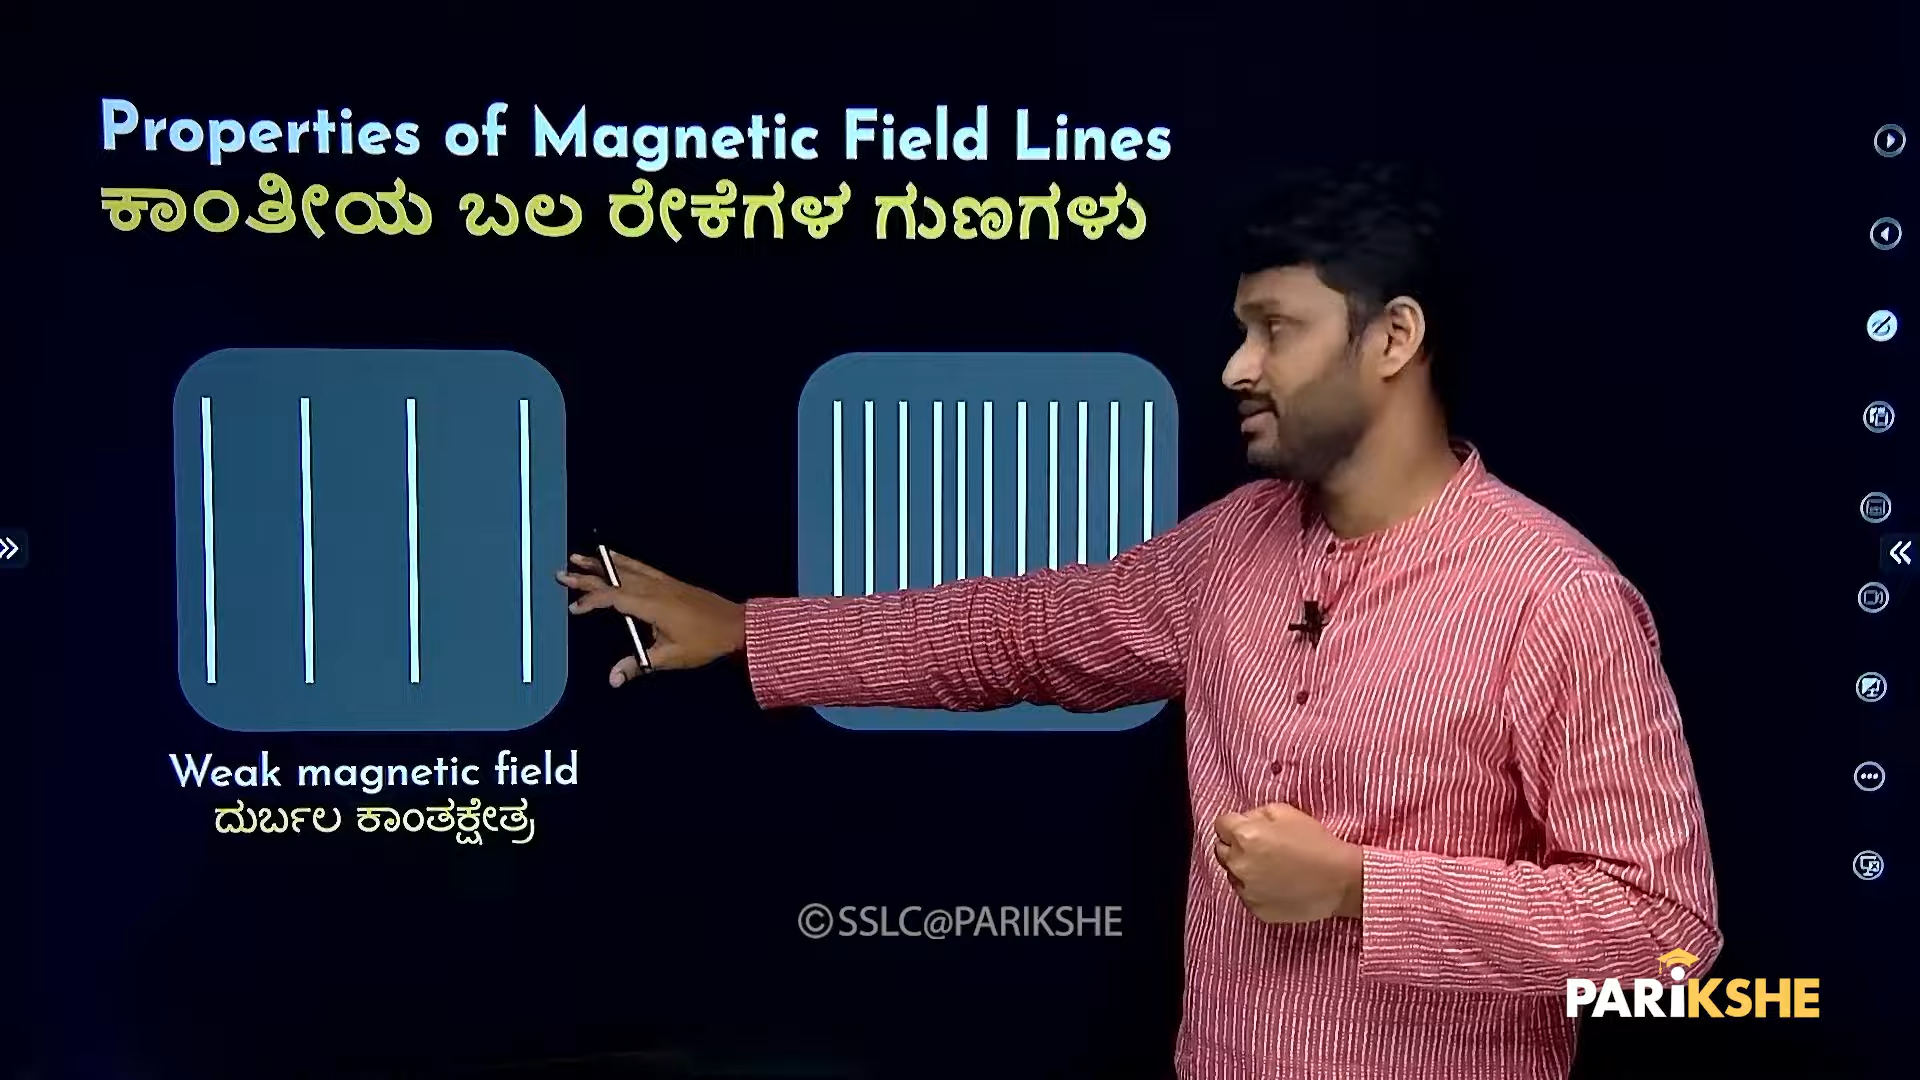 Properties of Magnetic Field Lines
ಕಾಂತೀಯ ಬಲ ರೇಕೆಗಳ ಗುಣಗಳು
Weak magnetic field
ದುರ್ಬಲ ಕಾಂತಕ್ಷೇತ್ರ
©SSLC@PARIKSHE
PARiKSHE